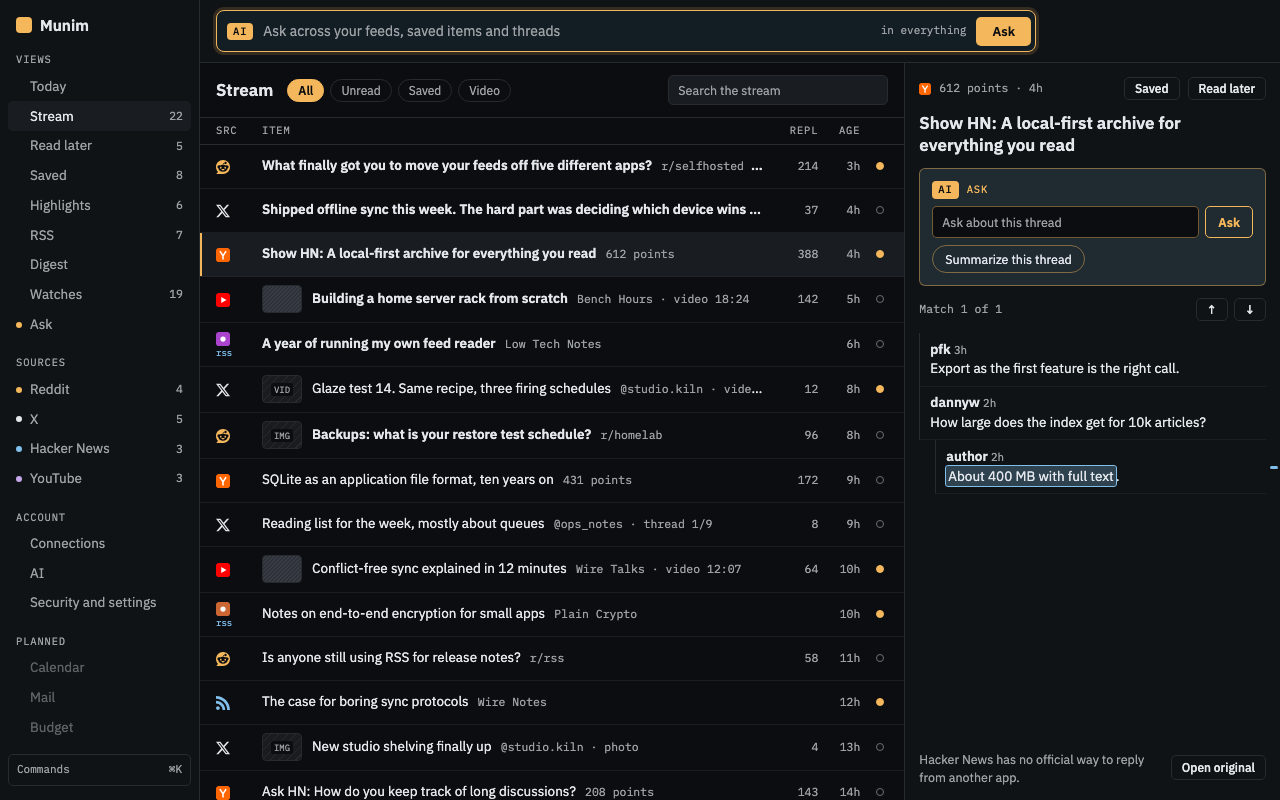 Munim
VIEWS
Today
Stream 22
Read later 5
Saved 8
Highlights 6
RSS 7
Digest
Watches 19
Ask
SOURCES
Reddit 4
X 5
Hacker News 3
YouTube 3
ACCOUNT
Connections
AI
Security and settings
PLANNED
Calendar
Mail
Budget
Commands ⌘K
AI Ask across your feeds, saved items and threads in everything Ask
Stream All Unread Saved Video Search the stream
SRC ITEM REPL AGE
What finally got you to move your feeds off five different apps? r/selfhosted ... 214 3h
Shipped offline sync this week. The hard part was deciding which device wins ... 37 4h
Y Show HN: A local-first archive for everything you read 612 points 388 4h
Building a home server rack from scratch Bench Hours · video 18:24 142 5h
A year of running my own feed reader Low Tech Notes 6h
rss
VID Glaze test 14. Same recipe, three firing schedules @studio.kiln · vide... 12 8h
IMG Backups: what is your restore test schedule? r/homelab 96 8h
Y SQLite as an application file format, ten years on 431 points 172 9h
Reading list for the week, mostly about queues @ops_notes · thread 1/9 8 9h
Conflict-free sync explained in 12 minutes Wire Talks · video 12:07 64 10h
Notes on end-to-end encryption for small apps Plain Crypto 10h
rss
Is anyone still using RSS for release notes? r/rss 58 11h
The case for boring sync protocols Wire Notes 12h
IMG New studio shelving finally up @studio.kiln · photo 4 13h
Y Ask HN: How do you keep track of long discussions? 208 points 143 14h
Y 612 points · 4h Saved Read later
Show HN: A local-first archive for
everything you read
AI ASK
Ask about this thread Ask
Summarize this thread
Match 1 of 1 ↑ ↓
pfk 3h
Export as the first feature is the right call.
dannyw 2h
How large does the index get for 10k articles?
author 2h
About 400 MB with full text.
Hacker News has no official way to reply
from another app.
Open original